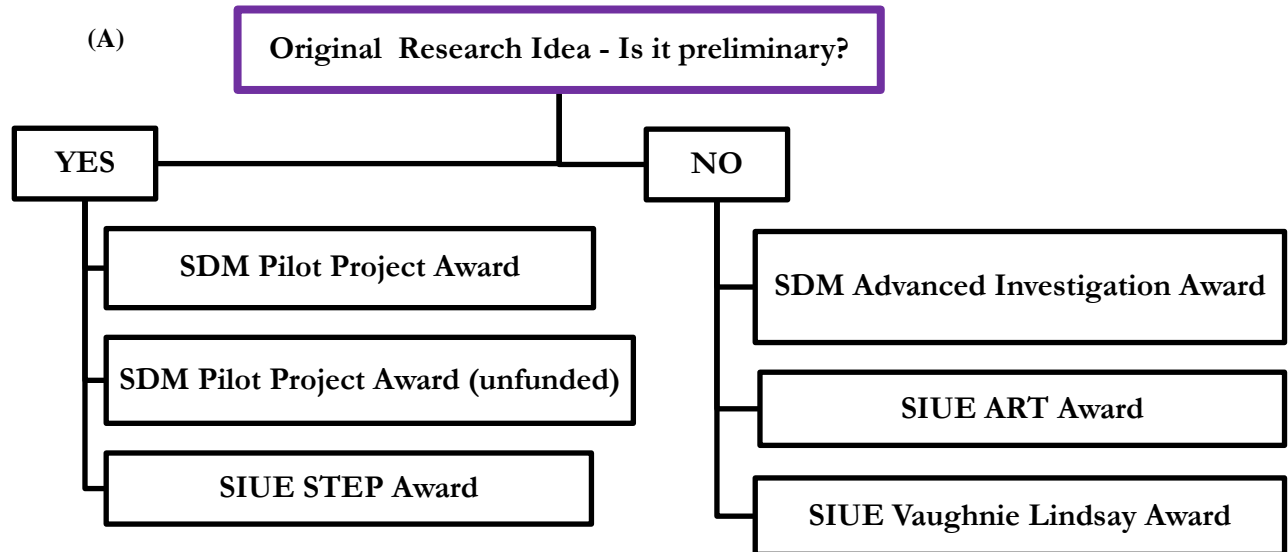 (A)
Original Research Idea - Is it preliminary?
YES
NO
SDM Pilot Project Award
SDM Pilot Project Award (unfunded)
SIUE STEP Award
SDM Advanced Investigation Award
SIUE ART Award
SIUE Vaughnie Lindsay Award